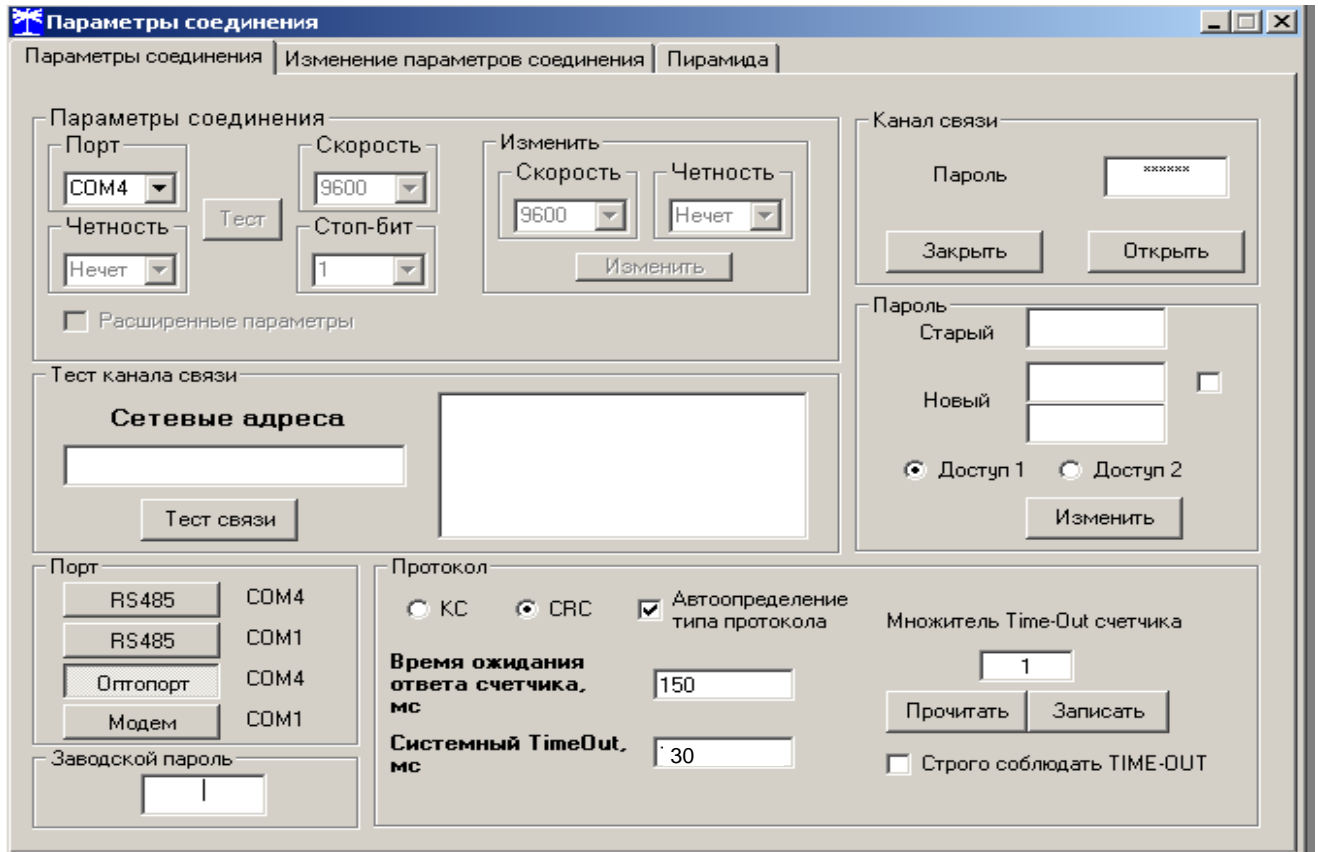 Параметры соединения
Параметры соединения Изменение параметров соединения Пирамида
Параметры соединения
Порт
COM4
Четность
Нечет
Тест
Скорость
9600
Стоп-бит
1
Расширенные параметры
Изменить
Скорость
9600
Четность
Нечет
Изменить
Канал связи
Пароль
******
Закрыть Открыть
Пароль
Старый
Новый
Доступ 1 Доступ 2
Изменить
Тест канала связи
Сетевые адреса
Тест связи
Порт
RS485 COM4
RS485 COM1
Оптопорт COM4
Модем COM1
Заводской пароль
Протокол
КС CRC
Автоопределение
типа протокола
Время ожидания
ответа счетчика,
мс
150
Системный TimeOut,
мс
30
Множитель Time-Out счетчика
1
Прочитать Записать
Строго соблюдать TIME-OUT